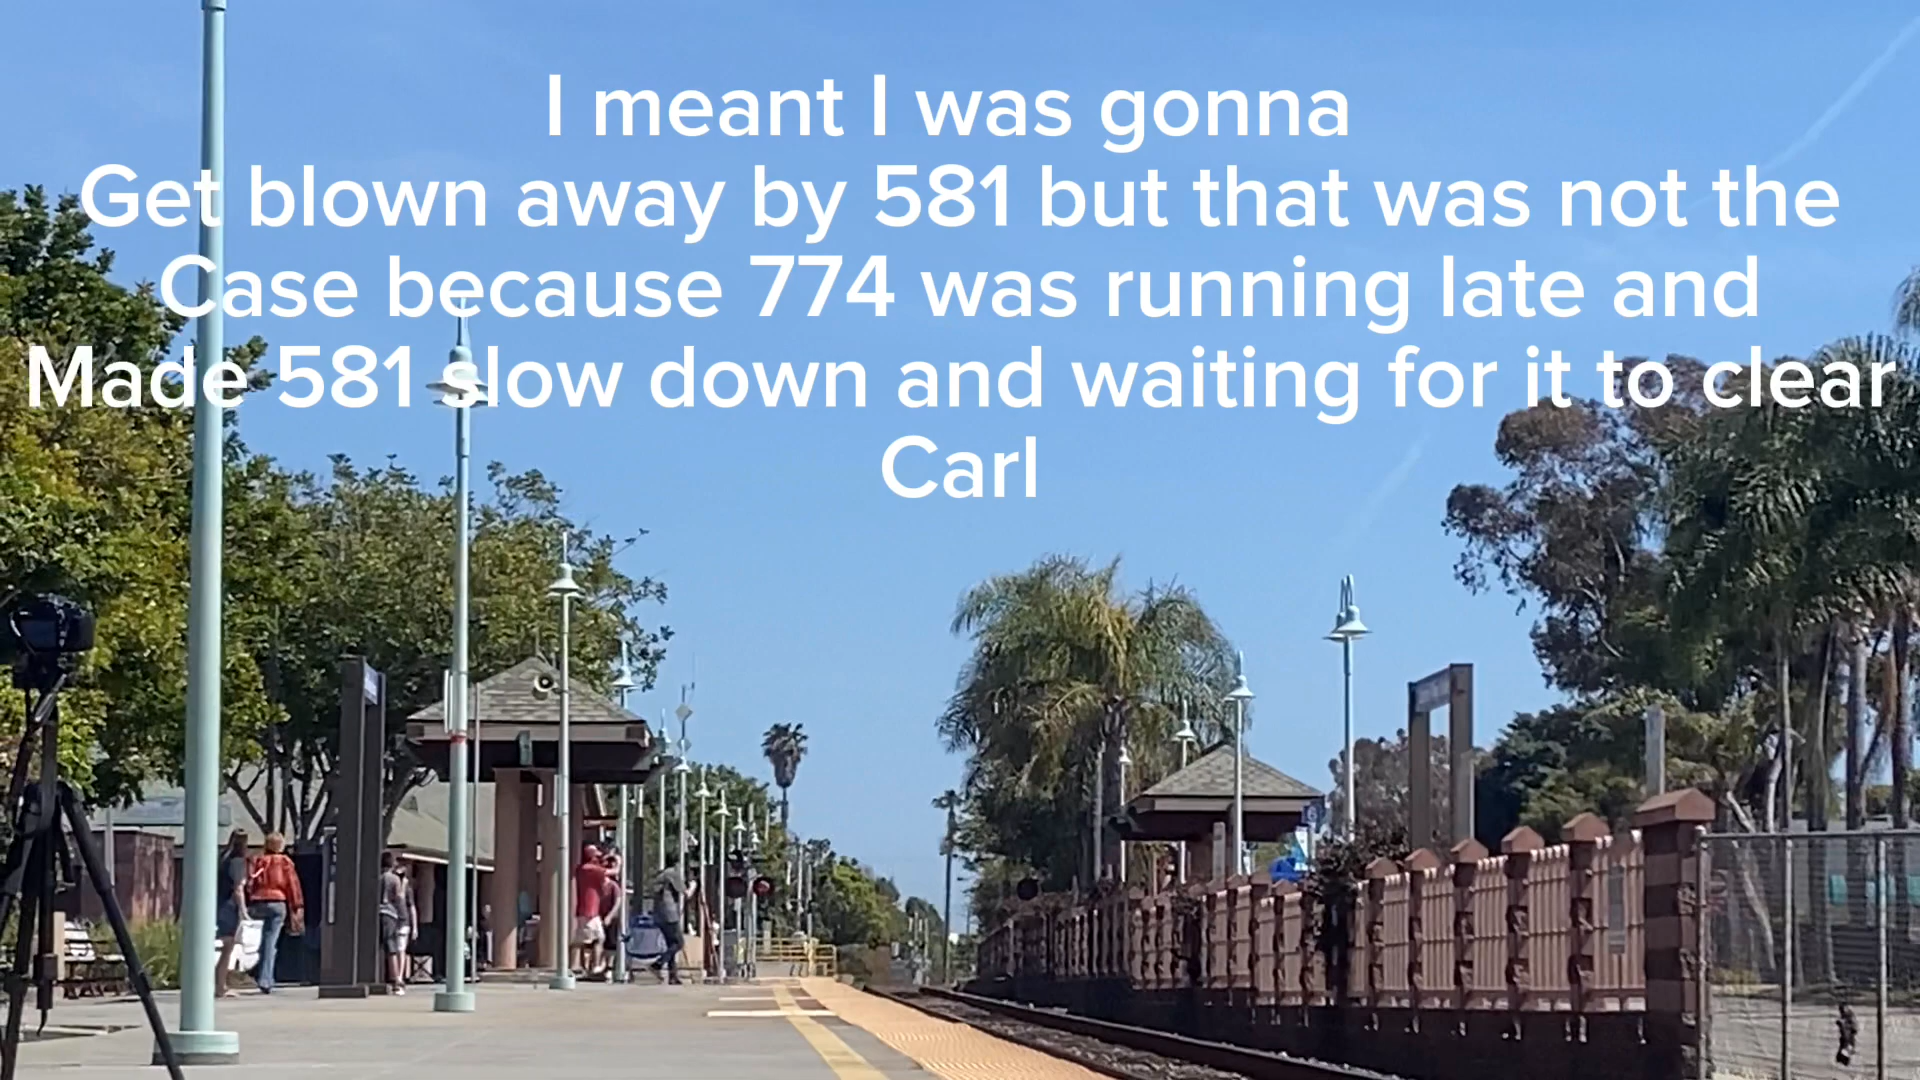 I meant I was gonna
Get blown away by 581 but that was not the
Case because 774 was running late and
Made 581 slow down and waiting for it to clear
Carl